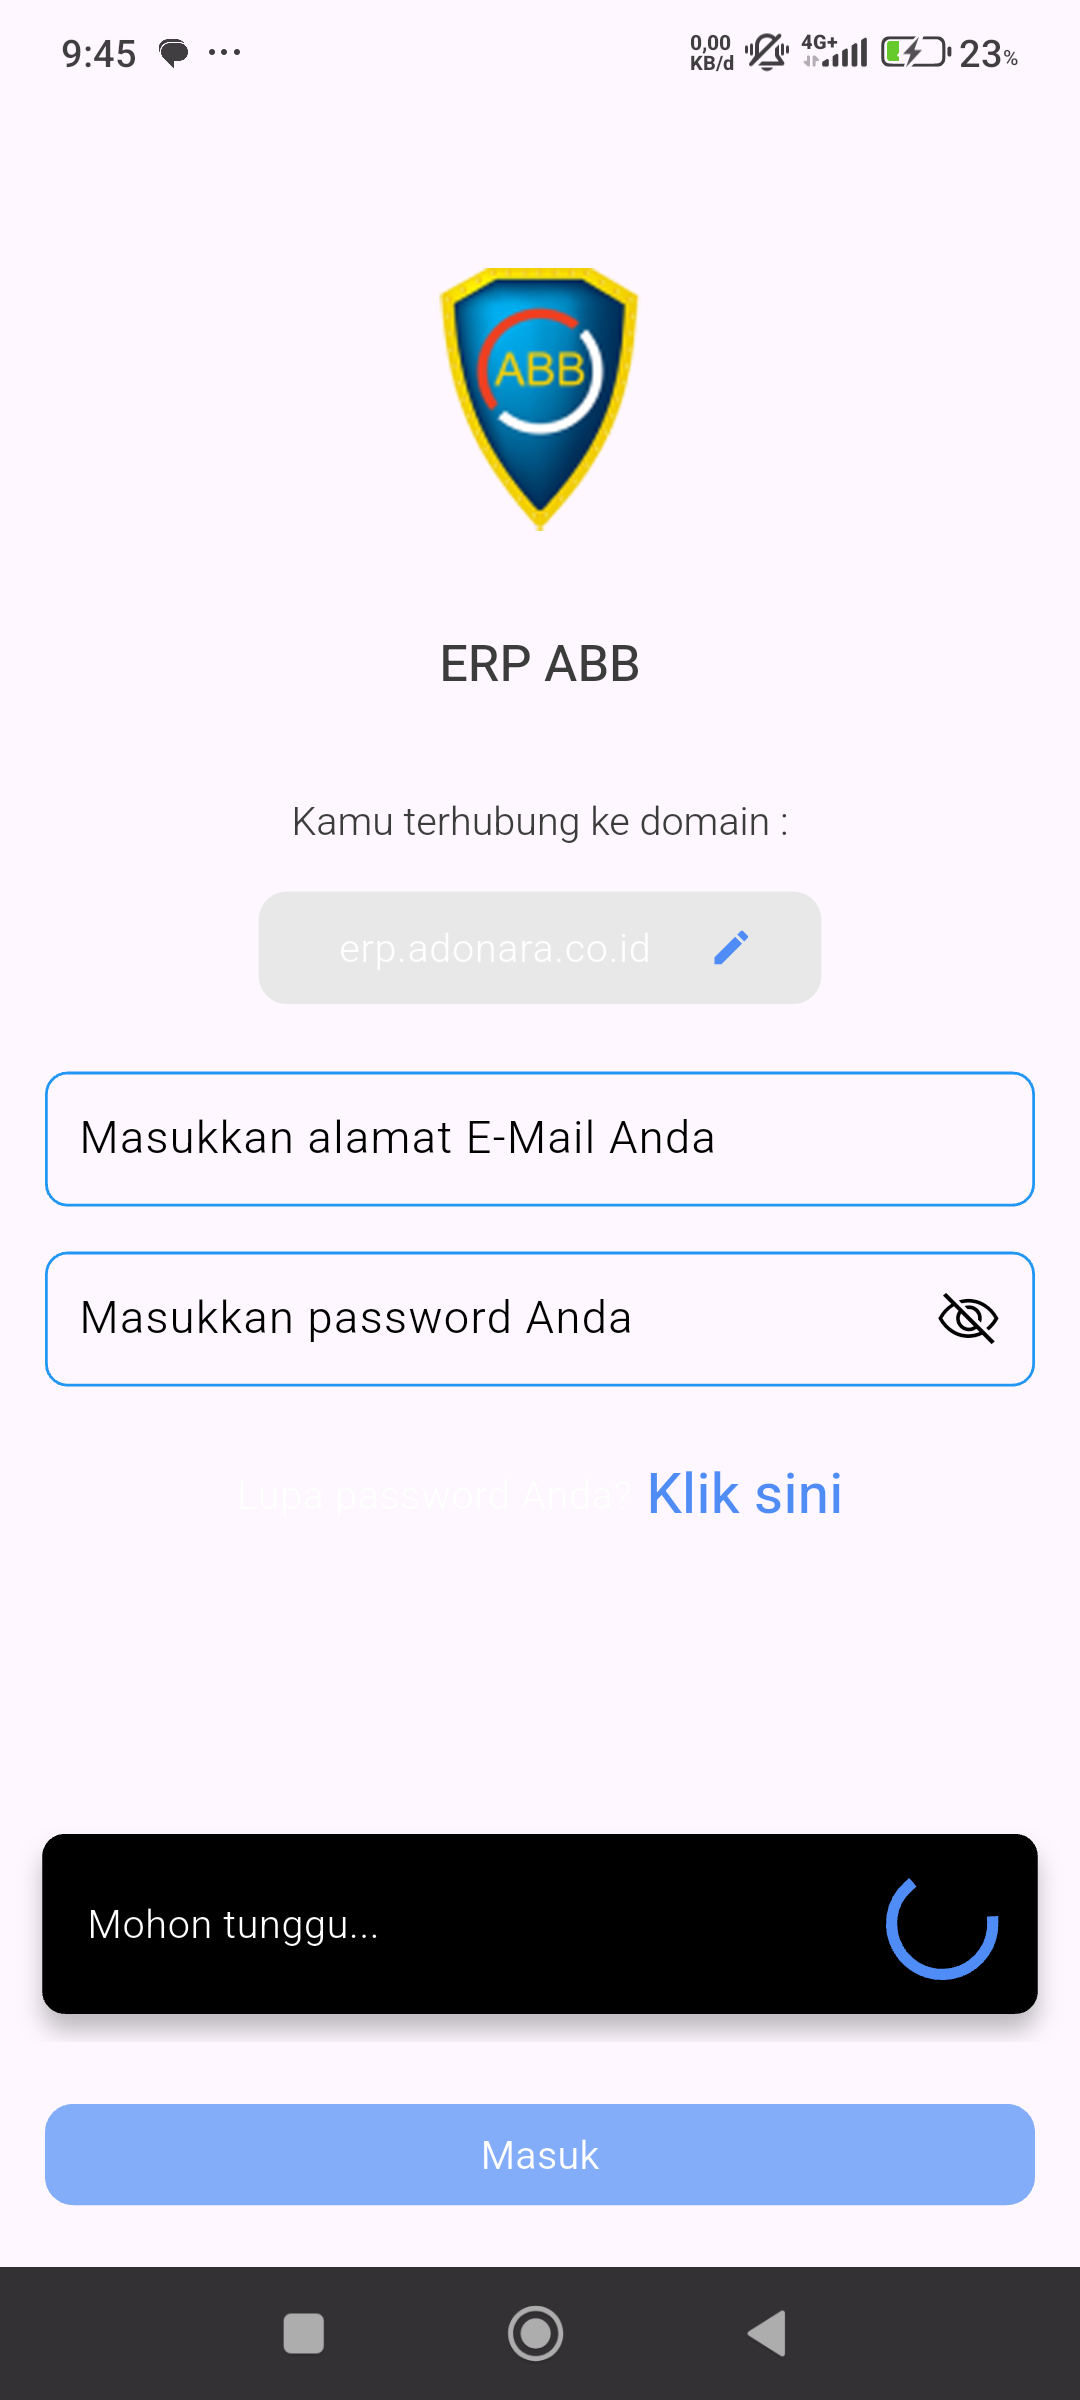 9:45
0,00
KB/d
4G+
23%
ABB
ERP ABB
Kamu terhubung ke domain :
erp.adonara.co.id
Masukkan alamat E-Mail Anda
Masukkan password Anda
Lupa password Anda? Klik sini
Mohon tunggu...
Masuk